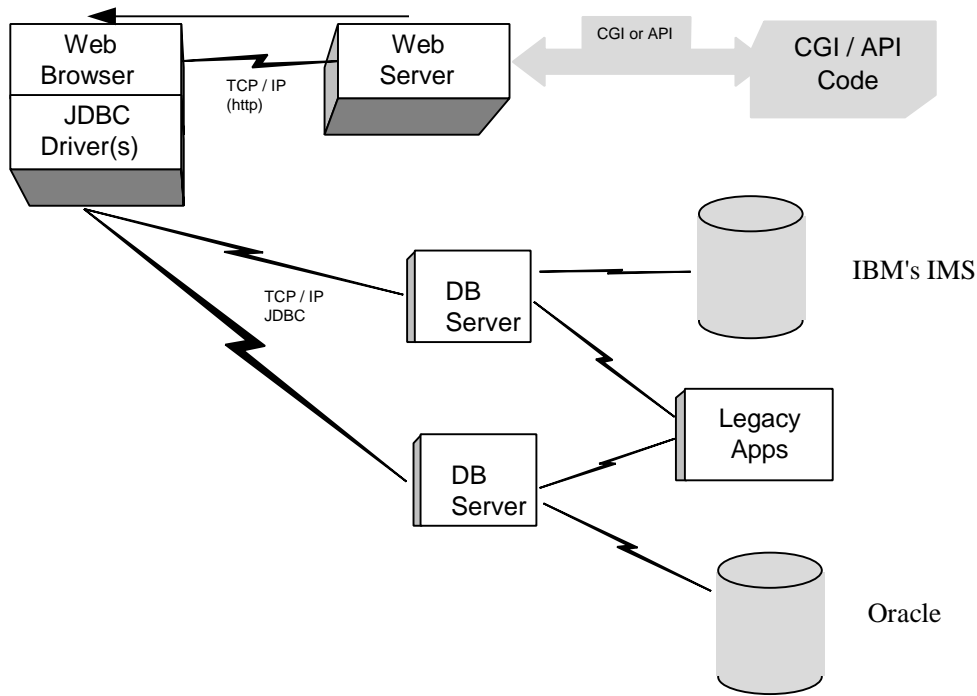 Web
Browser
JDBC
Driver(s)
TCP / IP
(http)
Web
Server
CGI or API
CGI / API
Code
TCP / IP
JDBC
DB
Server
IBM's IMS
Legacy
Apps
DB
Server
Oracle